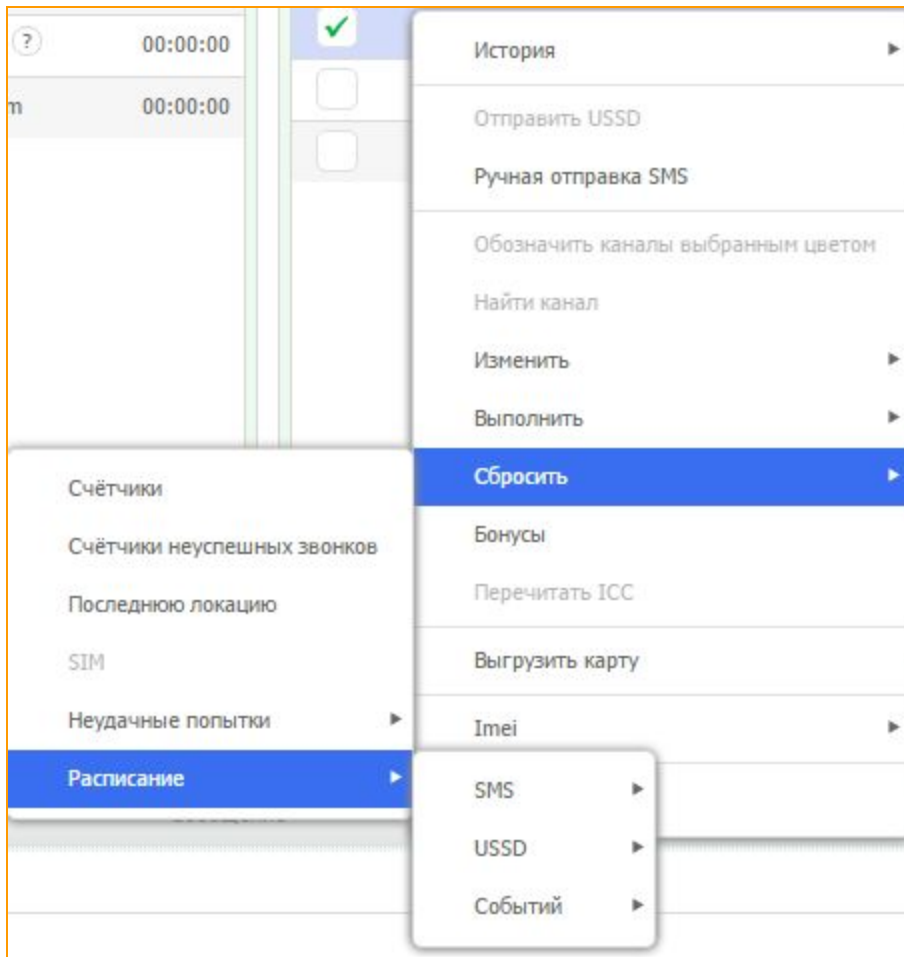 ?
00:00:00
m
00:00:00
История
Отправить USSD
Ручная отправка SMS
Обозначить каналы выбранным цветом
Найти канал
Изменить
Выполнить
Сбросить
Бонусы
Перечитать ICC
Выгрузить карту
Imei
Счётчики
Счётчики неуспешных звонков
Последнюю локацию
SIM
Неудачные попытки
Расписание
SMS
USSD
Событий